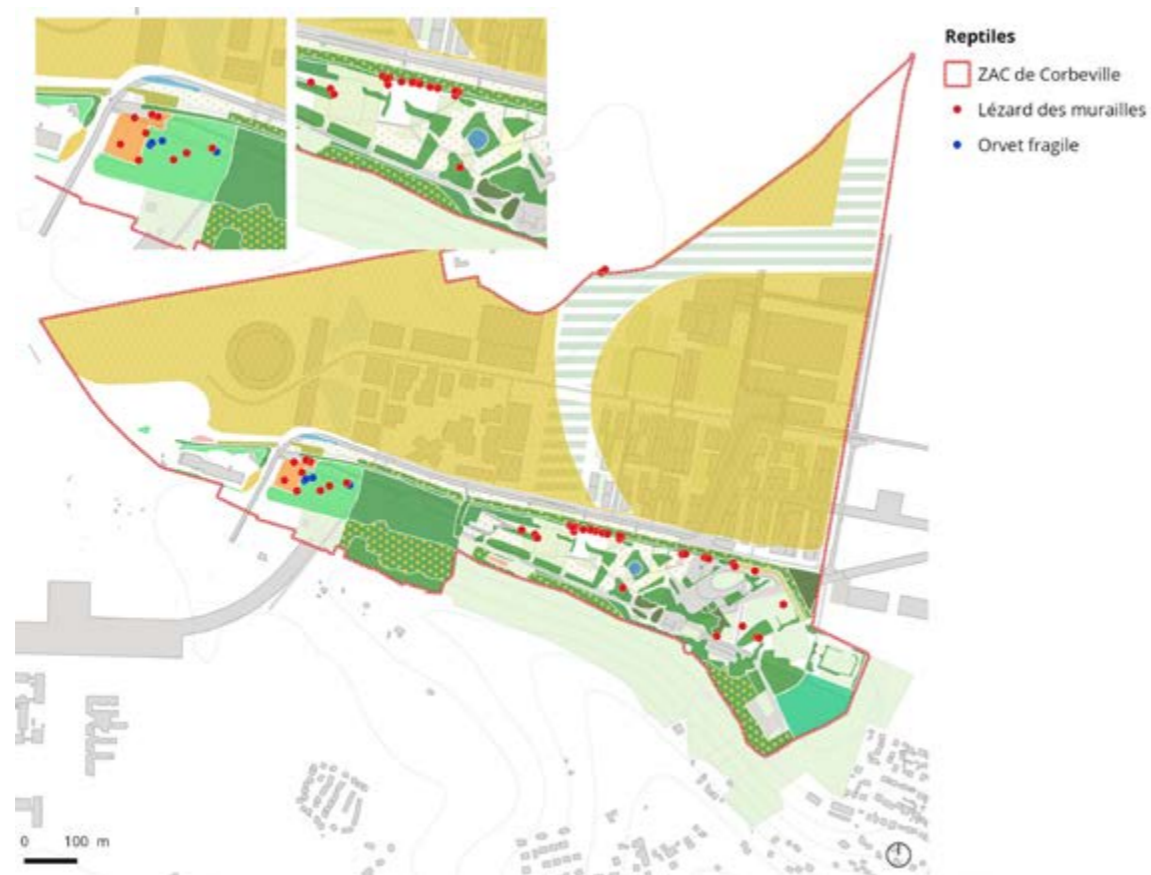 Reptiles
ZAC de Corbeville
Lézard des murailles
Orvet fragile
0 100 m